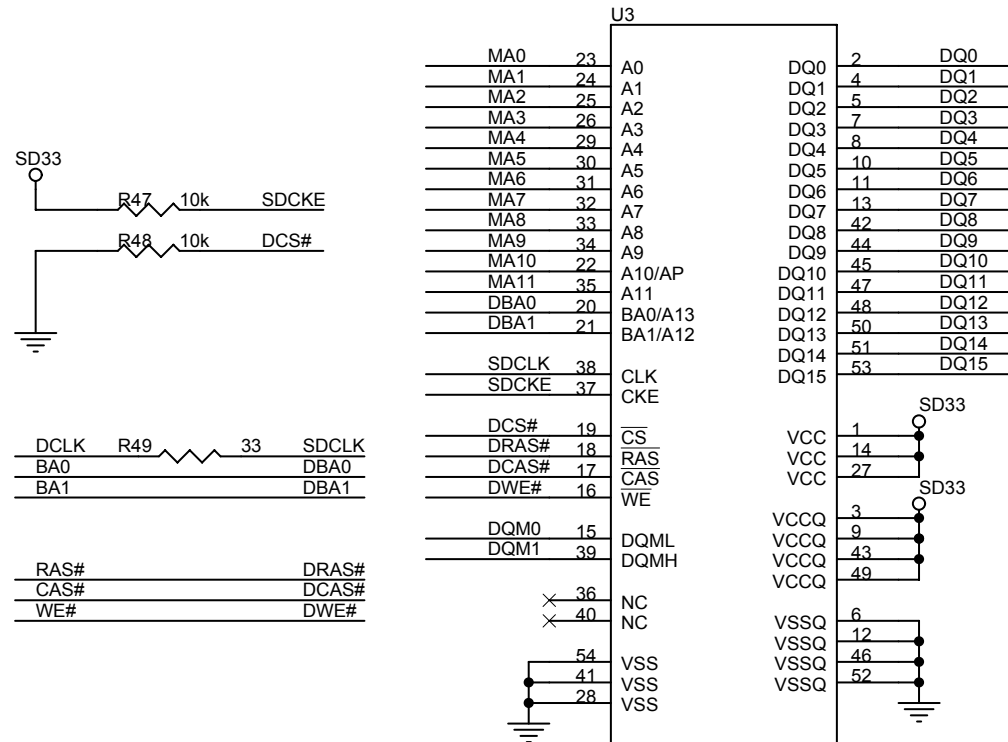 U3
MA0 23 A0 DQ0 2 DQ0
MA1 24 A1 DQ1 4 DQ1
MA2 25 A2 DQ2 5 DQ2
MA3 26 A3 DQ3 7 DQ3
MA4 29 A4 DQ4 8 DQ4
MA5 30 A5 DQ5 10 DQ5
MA6 31 A6 DQ6 11 DQ6
MA7 32 A7 DQ7 13 DQ7
MA8 33 A8 DQ8 42 DQ8
MA9 34 A9 DQ9 44 DQ9
MA10 22 A10/AP DQ10 45 DQ10
MA11 35 A11 DQ11 47 DQ11
DBA0 20 BA0/A13 DQ12 48 DQ12
DBA1 21 BA1/A12 DQ13 50 DQ13
DQ14 51 DQ14
SDCLK 38 CLK DQ15 53 DQ15
SDCKE 37 CKE
SD33
DCS# 19 CS VCC 1
DRAS# 18 RAS VCC 14
DCAS# 17 CAS VCC 27
DWE# 16 WE
SD33
VCCQ 3
DQM0 15 DQML VCCQ 9
DQM1 39 DQMH VCCQ 43
VCCQ 49
36 NC
40 NC VSSQ 6
VSSQ 12
54 VSS VSSQ 46
41 VSS VSSQ 52
28 VSS
SD33
R47 10k SDCKE
R48 10k DCS#
DCLK R49 33 SDCLK
BA0 DBA0
BA1 DBA1
RAS# DRAS#
CAS# DCAS#
WE# DWE#